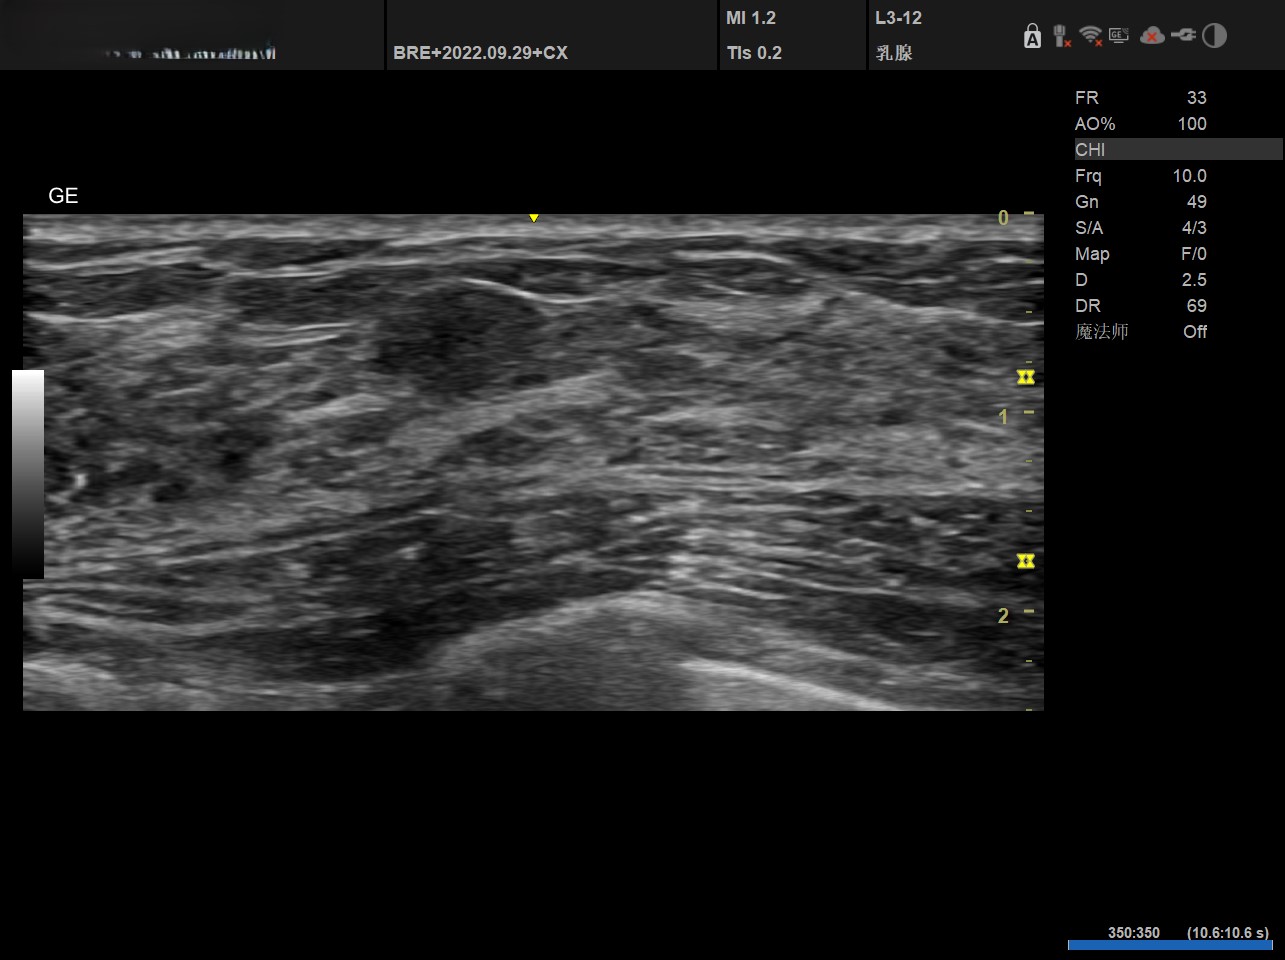 MI 1.2
L3-12
BRE+2022.09.29+CX
TIs 0.2
乳腺
FR 33
AO% 100
CHI
Frq 10.0
Gn 49
S/A 4/3
Map F/0
D 2.5
DR 69
魔法师 Off
GE
0
1
2
350:350 (10.6:10.6 s)